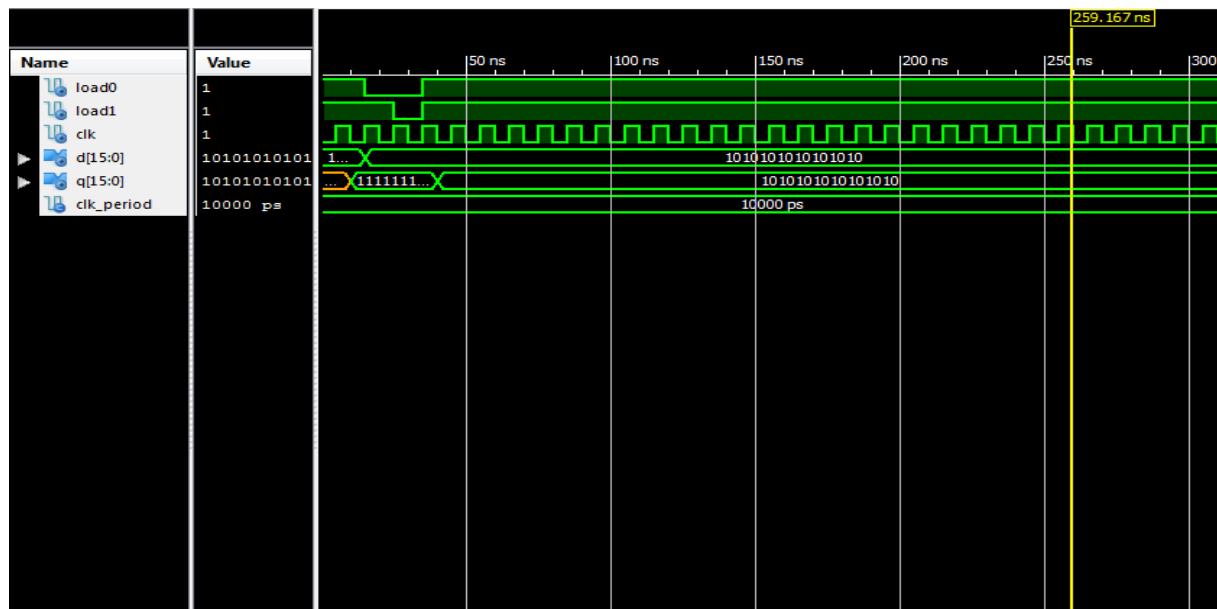 259.167 ns
Name Value
50 ns 100 ns 150 ns 200 ns 250 ns 300
load0 1
load1 1
clk 1
d[15:0] 10101010101 1... 1010101010101010
q[15:0] 10101010101 ... 1111111... 1010101010101010
clk_period 10000 ps 10000 ps